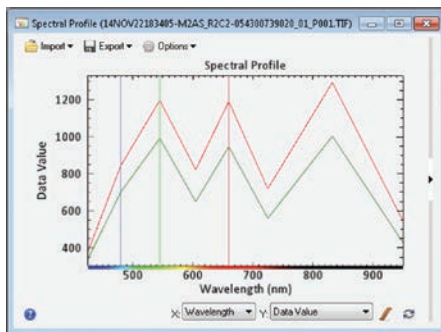 Spectral Profile (14NOV22183405-M2AS_R2C2-054300739020_01_P001.TIF)
Import Export Options
Spectral Profile
1200
1000
800
600
400
Data Value
500 600 700 800 900
Wavelength (nm)
X: Wavelength Y: Data Value